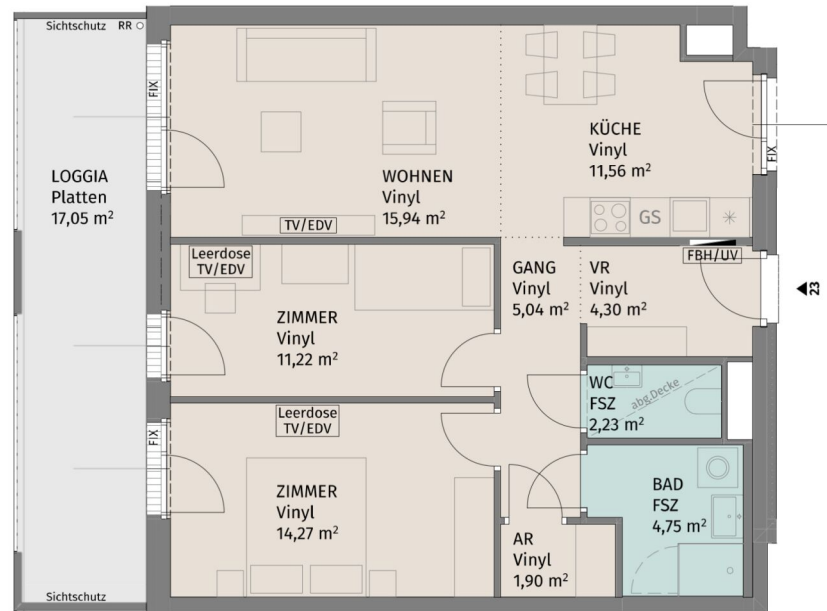 Sichtschutz RR
FIX
LOGGIA
Platten
17,05 m²
WOHNEN
Vinyl
15,94 m²
TV/EDV
KÜCHE
Vinyl
11,56 m²
FIX
GS
Leerdose
TV/EDV
ZIMMER
Vinyl
11,22 m²
GANG
Vinyl
5,04 m²
VR
Vinyl
4,30 m²
FBH/UV
23
WC
FSZ
2,23 m²
abg.Decke
FIX
Leerdose
TV/EDV
ZIMMER
Vinyl
14,27 m²
BAD
FSZ
4,75 m²
AR
Vinyl
1,90 m²
Sichtschutz